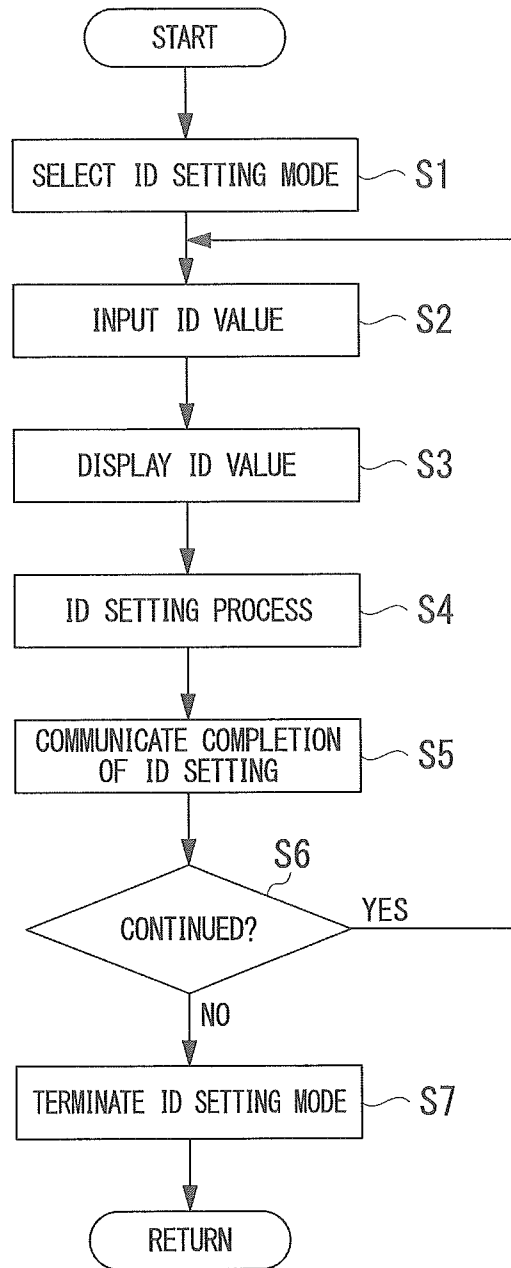 START
SELECT ID SETTING MODE
S1
INPUT ID VALUE
S2
DISPLAY ID VALUE
S3
ID SETTING PROCESS
S4
COMMUNICATE COMPLETION
OF ID SETTING
S5
S6
CONTINUED?
YES
NO
TERMINATE ID SETTING MODE
S7
RETURN